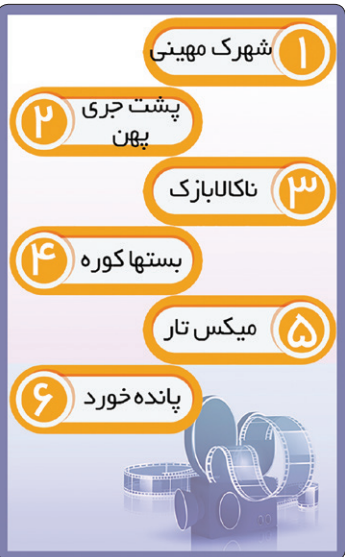 ۱ شهرک مهینی
۲ پشت جری
پهن
۳ ناکالابازک
۴ بستها کوره
۵ میکس تار
۶ پانده خورد